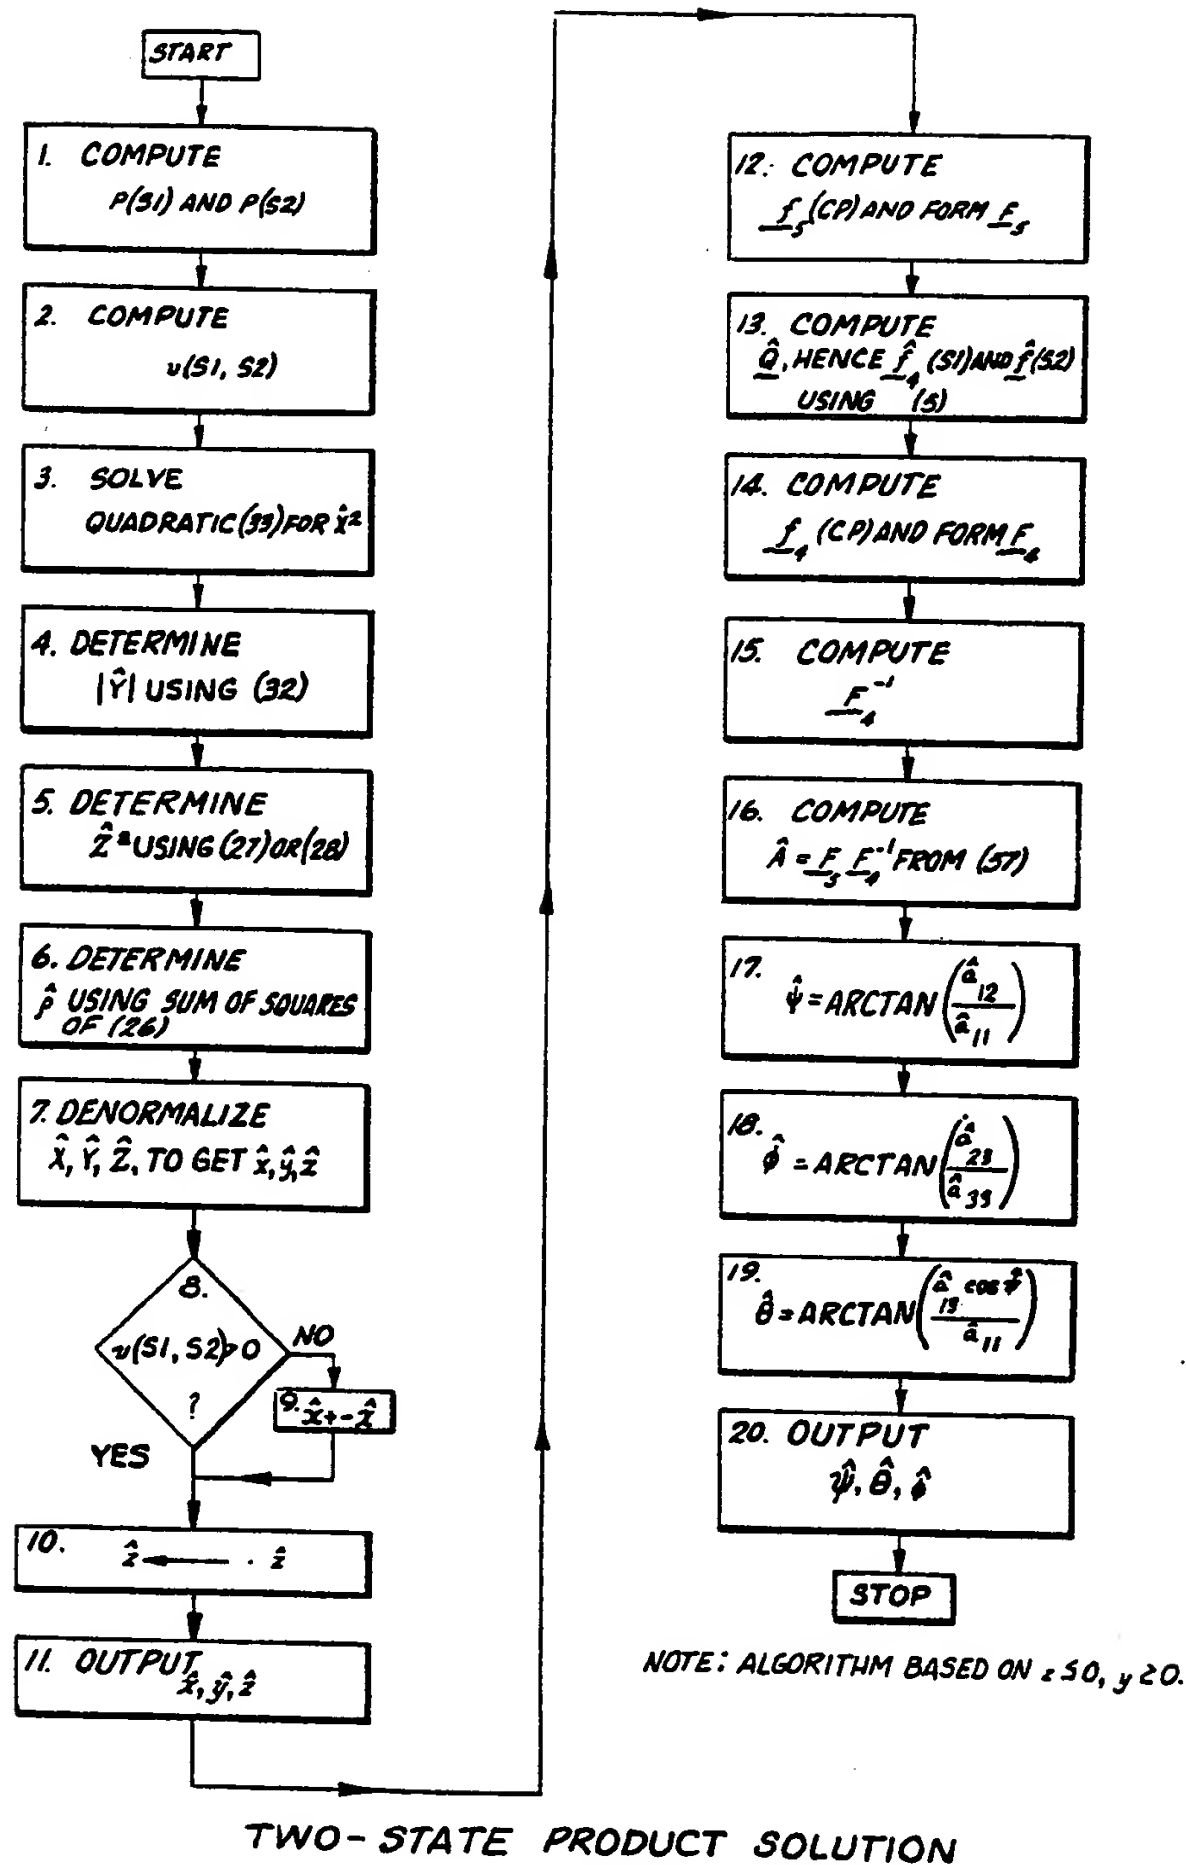 START
1. COMPUTE
P(S1) AND P(S2)
2. COMPUTE
v(S1, S2)
3. SOLVE
QUADRATIC (33) FOR X̂²
4. DETERMINE
|Ŷ| USING (32)
5. DETERMINE
Ẑ² USING (27) OR (28)
6. DETERMINE
ρ̂ USING SUM OF SQUARES
OF (26)
7. DENORMALIZE
X̂, Ŷ, Ẑ, TO GET x̂, ŷ, ẑ
8.
v(S1, S2)>0
?
NO
YES
9. x̂ ← -x̂
10. ẑ ← - ẑ
11. OUTPUT
x̂, ŷ, ẑ
12. COMPUTE
f₅ (CP) AND FORM F₅
13. COMPUTE
Q̂, HENCE f̂₄ (S1) AND f̂ (S2)
USING (5)
14. COMPUTE
f₄ (CP) AND FORM F₄
15. COMPUTE
F₄⁻¹
16. COMPUTE
Â = F₅ F₄⁻¹ FROM (57)
17. ψ̂ = ARCTAN (â₁₂ / â₁₁)
18. φ̂ = ARCTAN (â₂₃ / â₃₃)
19. θ̂ = ARCTAN (â₁₃ cos ψ̂ / â₁₁)
20. OUTPUT
ψ̂, θ̂, φ̂
STOP
NOTE: ALGORITHM BASED ON z ≤ 0, y ≥ 0.
TWO-STATE PRODUCT SOLUTION